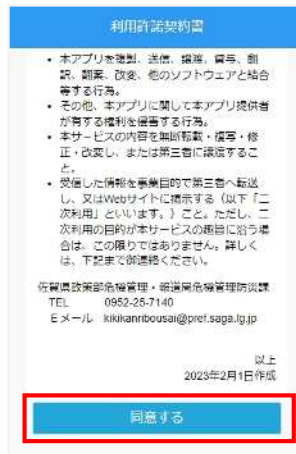 利用許諾契約書
• 本アプリを複製、送信、譲渡、貸与、翻
訳、翻案、改変、他のソフトウェアと結合
等する行為。
• その他、本アプリに関して本アプリ提供者
が有する権利を侵害する行為。
• 本サービスの内容を無断転載・複写・修
正・改変し、または第三者に譲渡するこ
と。
• 受信した情報を事業目的で第三者へ転送
し、又はWebサイトに掲示する（以下「二
次利用」といいます。）こと。ただし、二
次利用の目的が本サービスの趣旨に沿う場
合は、この限りではありません。詳しく
は、下記まで御連絡ください。
佐賀県政策部危機管理・報道局危機管理防災課
TEL 0952-25-7140
Eメール kikikanribousai@pref.saga.lg.jp
以上
2023年2月1日作成
同意する